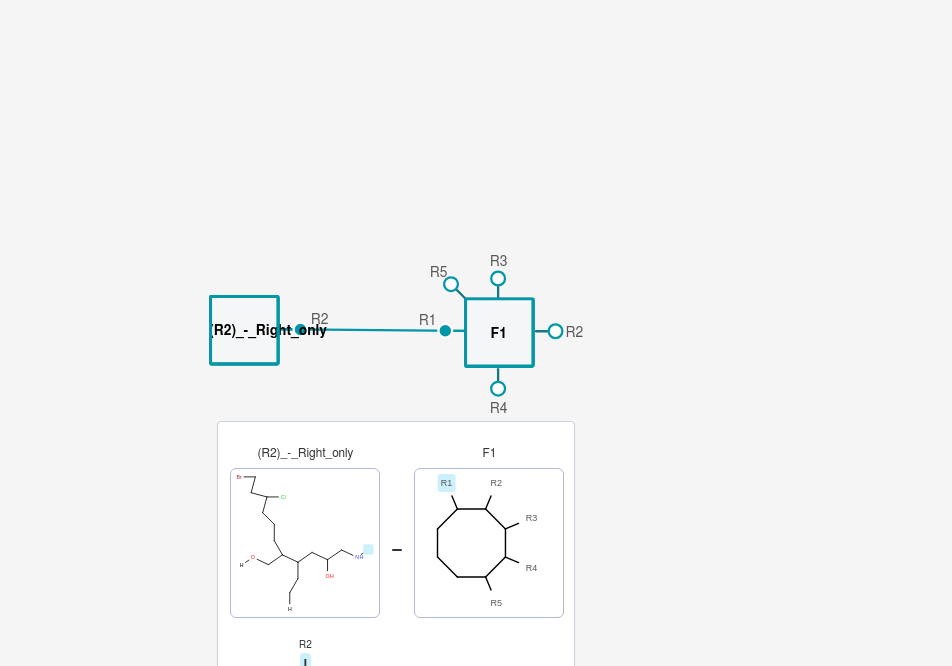 R3
R5
R2
R1
(R2)_-_Right_only
F1
R2
R4
(R2)_-_Right_only
F1
Br
Cl
O
H
NH
OH
H
R1
R2
R3
R4
R5
R2